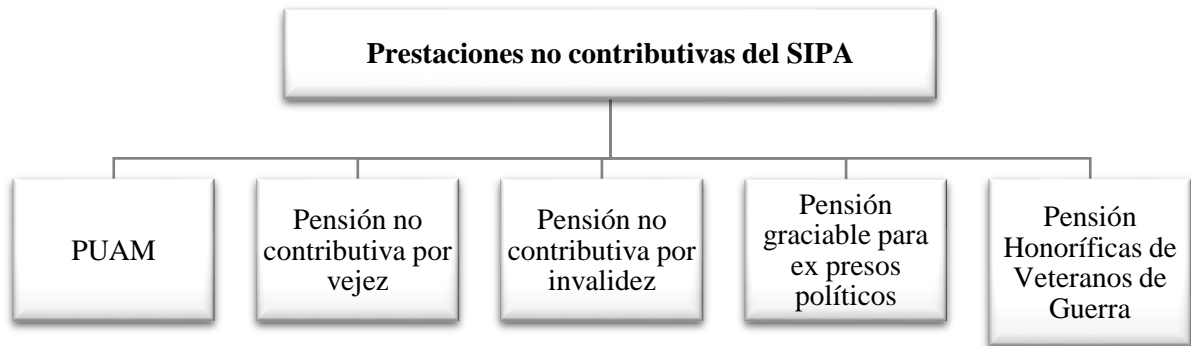 Prestaciones no contributivas del SIPA
PUAM
Pensión no
contributiva por
vejez
Pensión no
contributiva por
invalidez
Pensión
graciable para
ex presos
políticos
Pensión
Honoríficas de
Veteranos de
Guerra